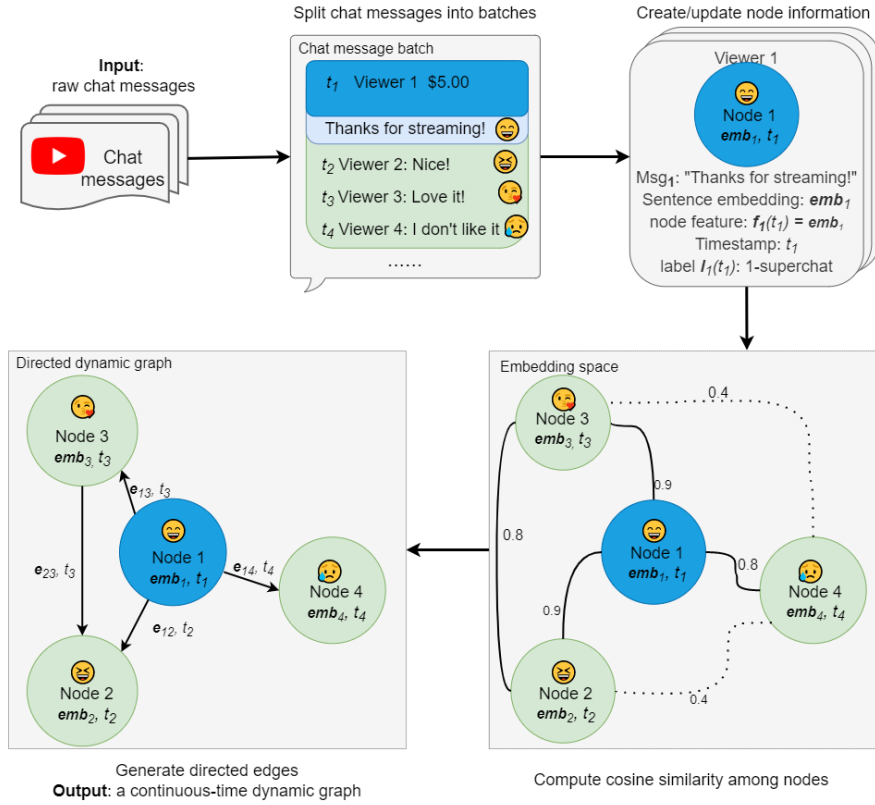 Split chat messages into batches
Create/update node information
Input:
raw chat messages
Chat
messages
Chat message batch
t1 Viewer 1 $5.00
Thanks for streaming!
t2 Viewer 2: Nice!
t3 Viewer 3: Love it!
t4 Viewer 4: I don't like it
......
Viewer 1
Node 1
emb1, t1
Msg1: "Thanks for streaming!"
Sentence embedding: emb1
node feature: f1(t1) = emb1
Timestamp: t1
label l1(t1): 1-superchat
Directed dynamic graph
Node 3
emb3, t3
e13, t3
e23, t3
Node 1
emb1, t1
e14, t4
Node 4
emb4, t4
e12, t2
Node 2
emb2, t2
Embedding space
0.4
Node 3
emb3, t3
0.9
0.8
Node 1
emb1, t1
0.8
Node 4
emb4, t4
0.9
Node 2
emb2, t2
0.4
Generate directed edges
Output: a continuous-time dynamic graph
Compute cosine similarity among nodes